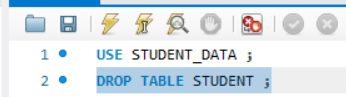 1 USE STUDENT_DATA ;
2 DROP TABLE STUDENT ;